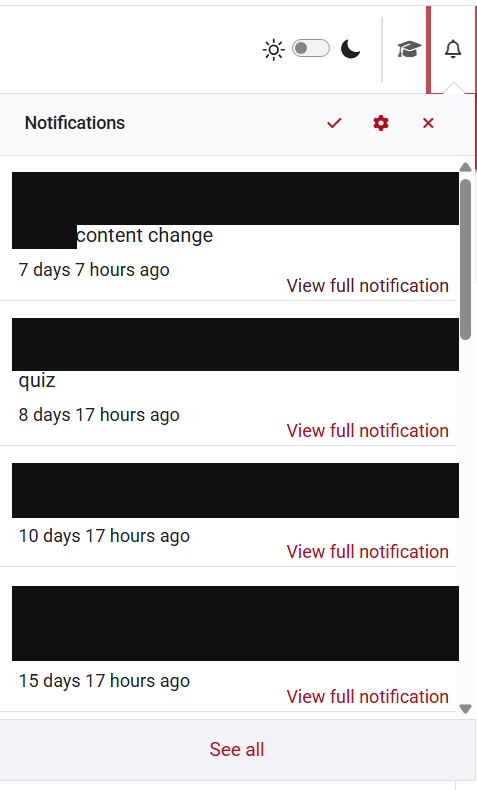 Notifications
content change
7 days 7 hours ago
View full notification
quiz
8 days 17 hours ago
View full notification
10 days 17 hours ago
View full notification
15 days 17 hours ago
View full notification
See all